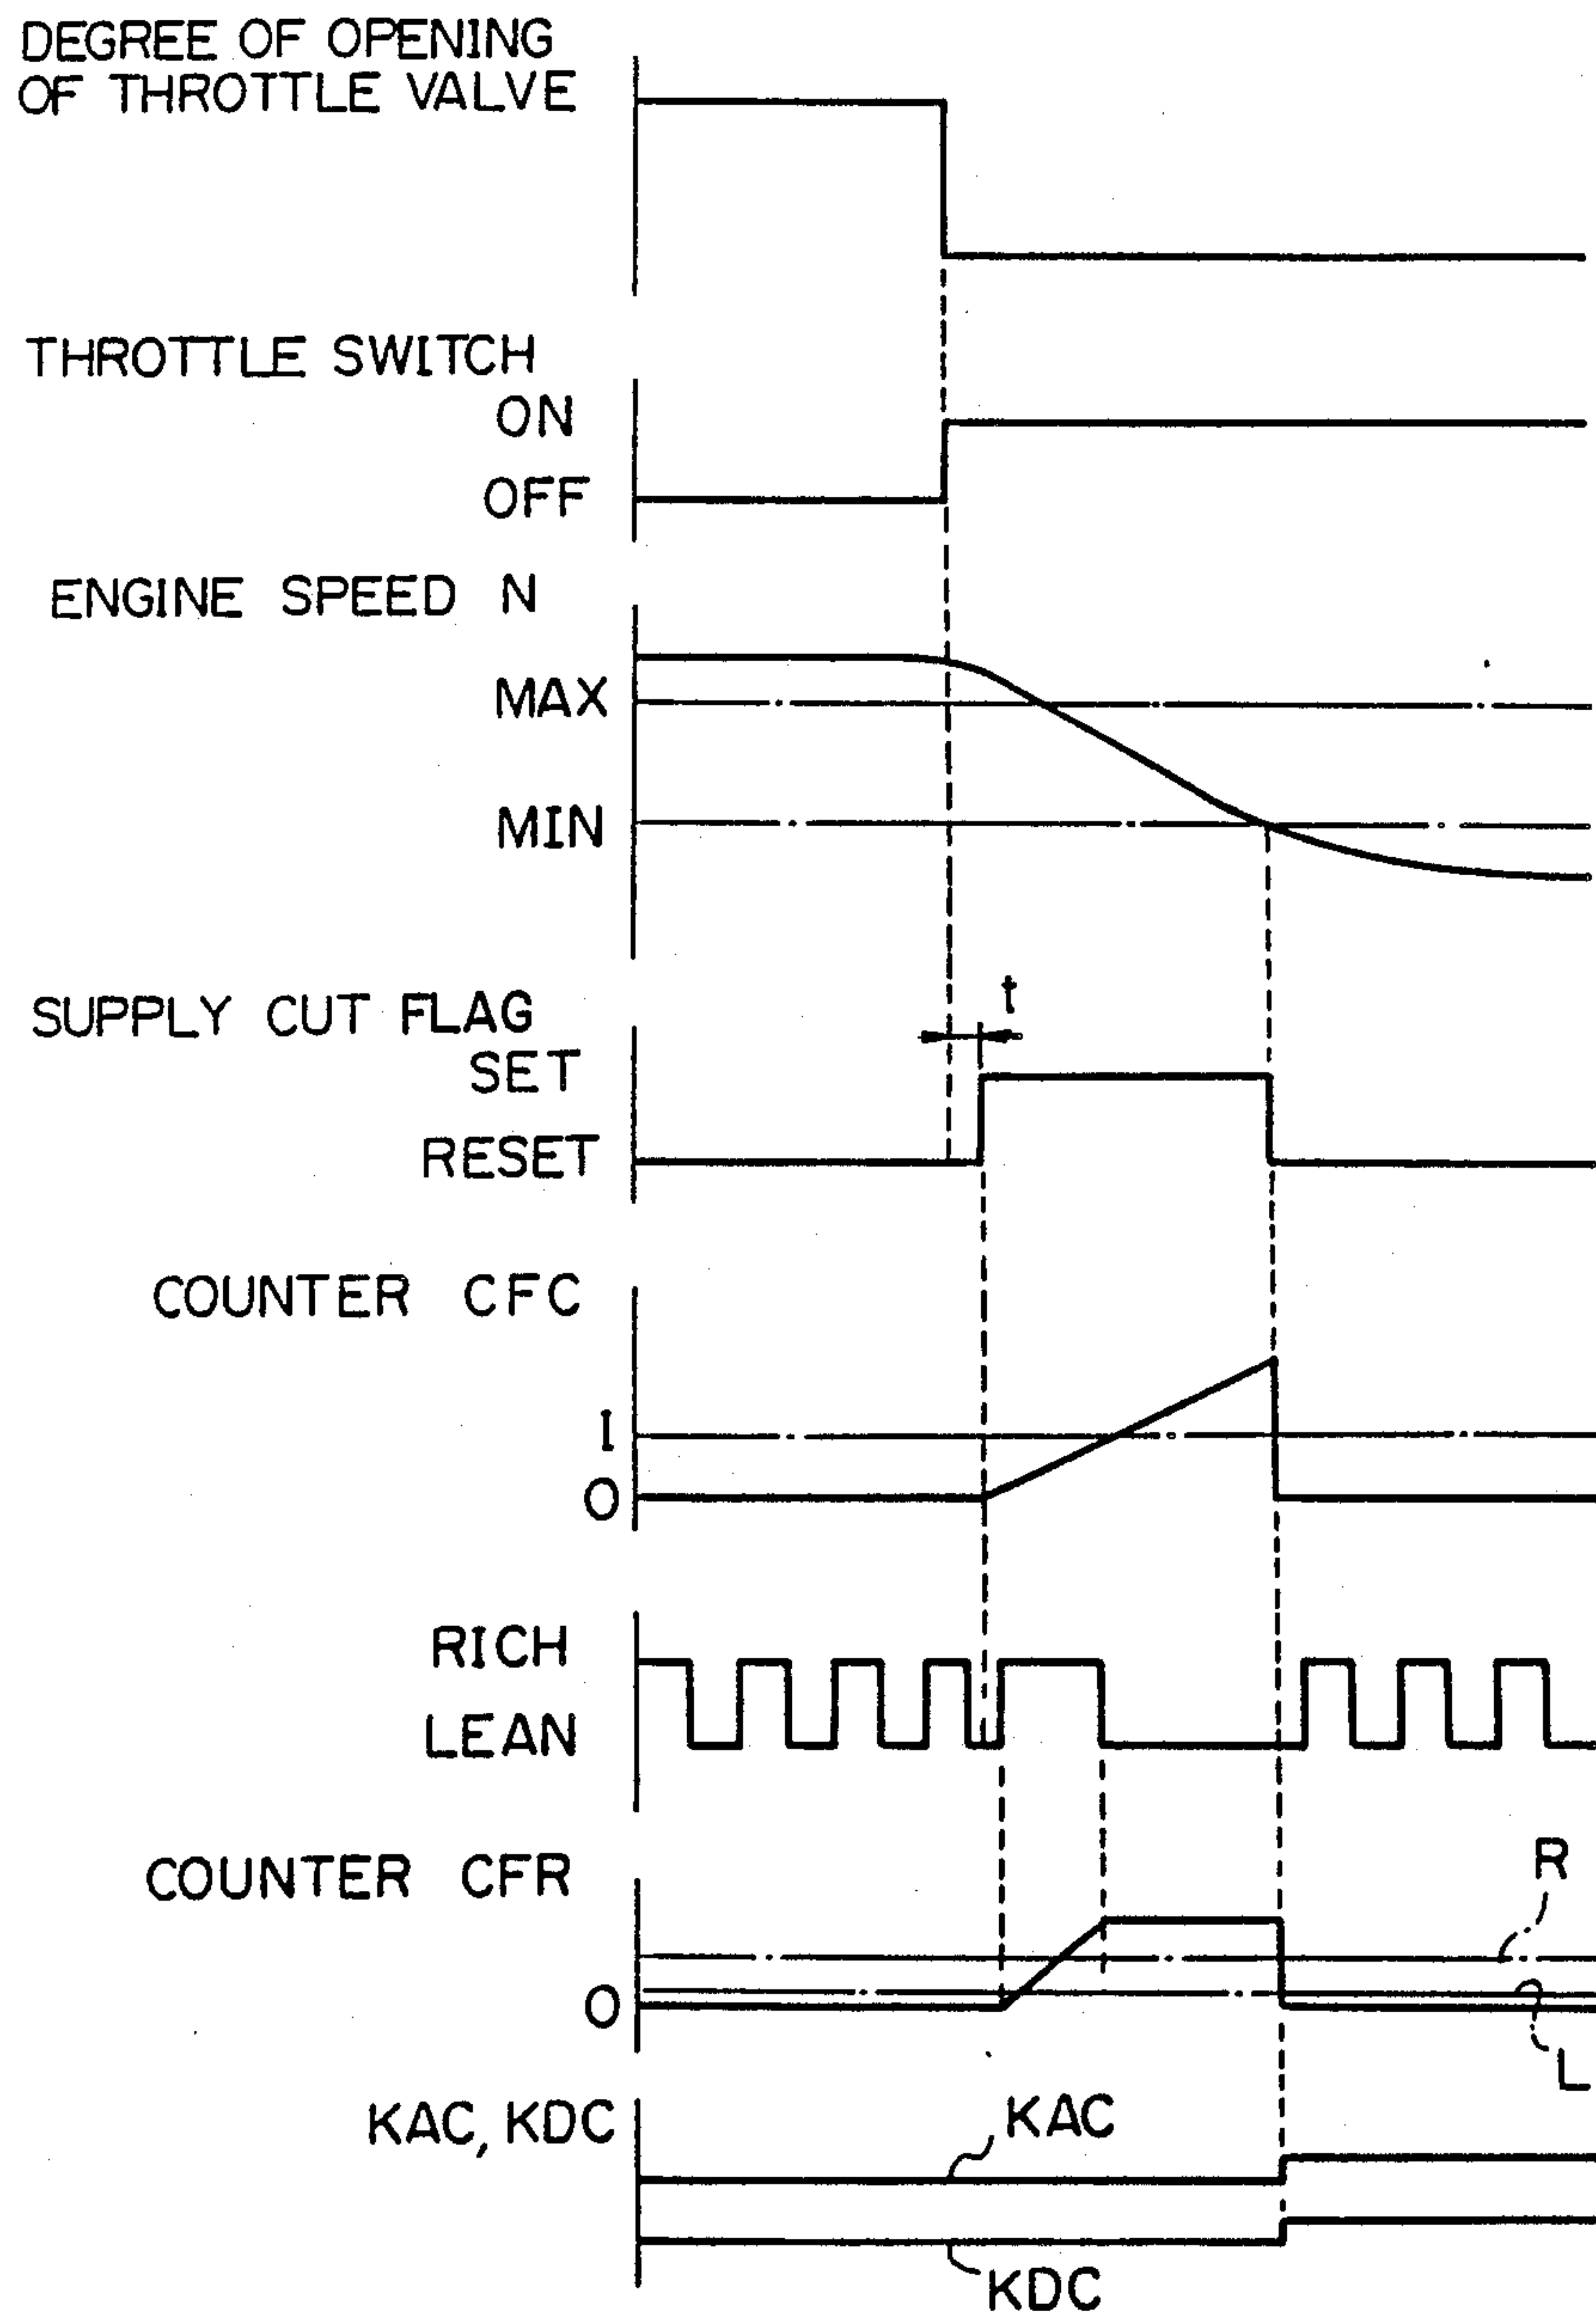 DEGREE OF OPENING
OF THROTTLE VALVE
THROTTLE SWITCH
ON
OFF
ENGINE SPEED N
MAX
MIN
SUPPLY CUT FLAG
t
SET
RESET
COUNTER CFC
I
O
RICH
LEAN
COUNTER CFR
R
O
L
KAC, KDC
KAC
KDC